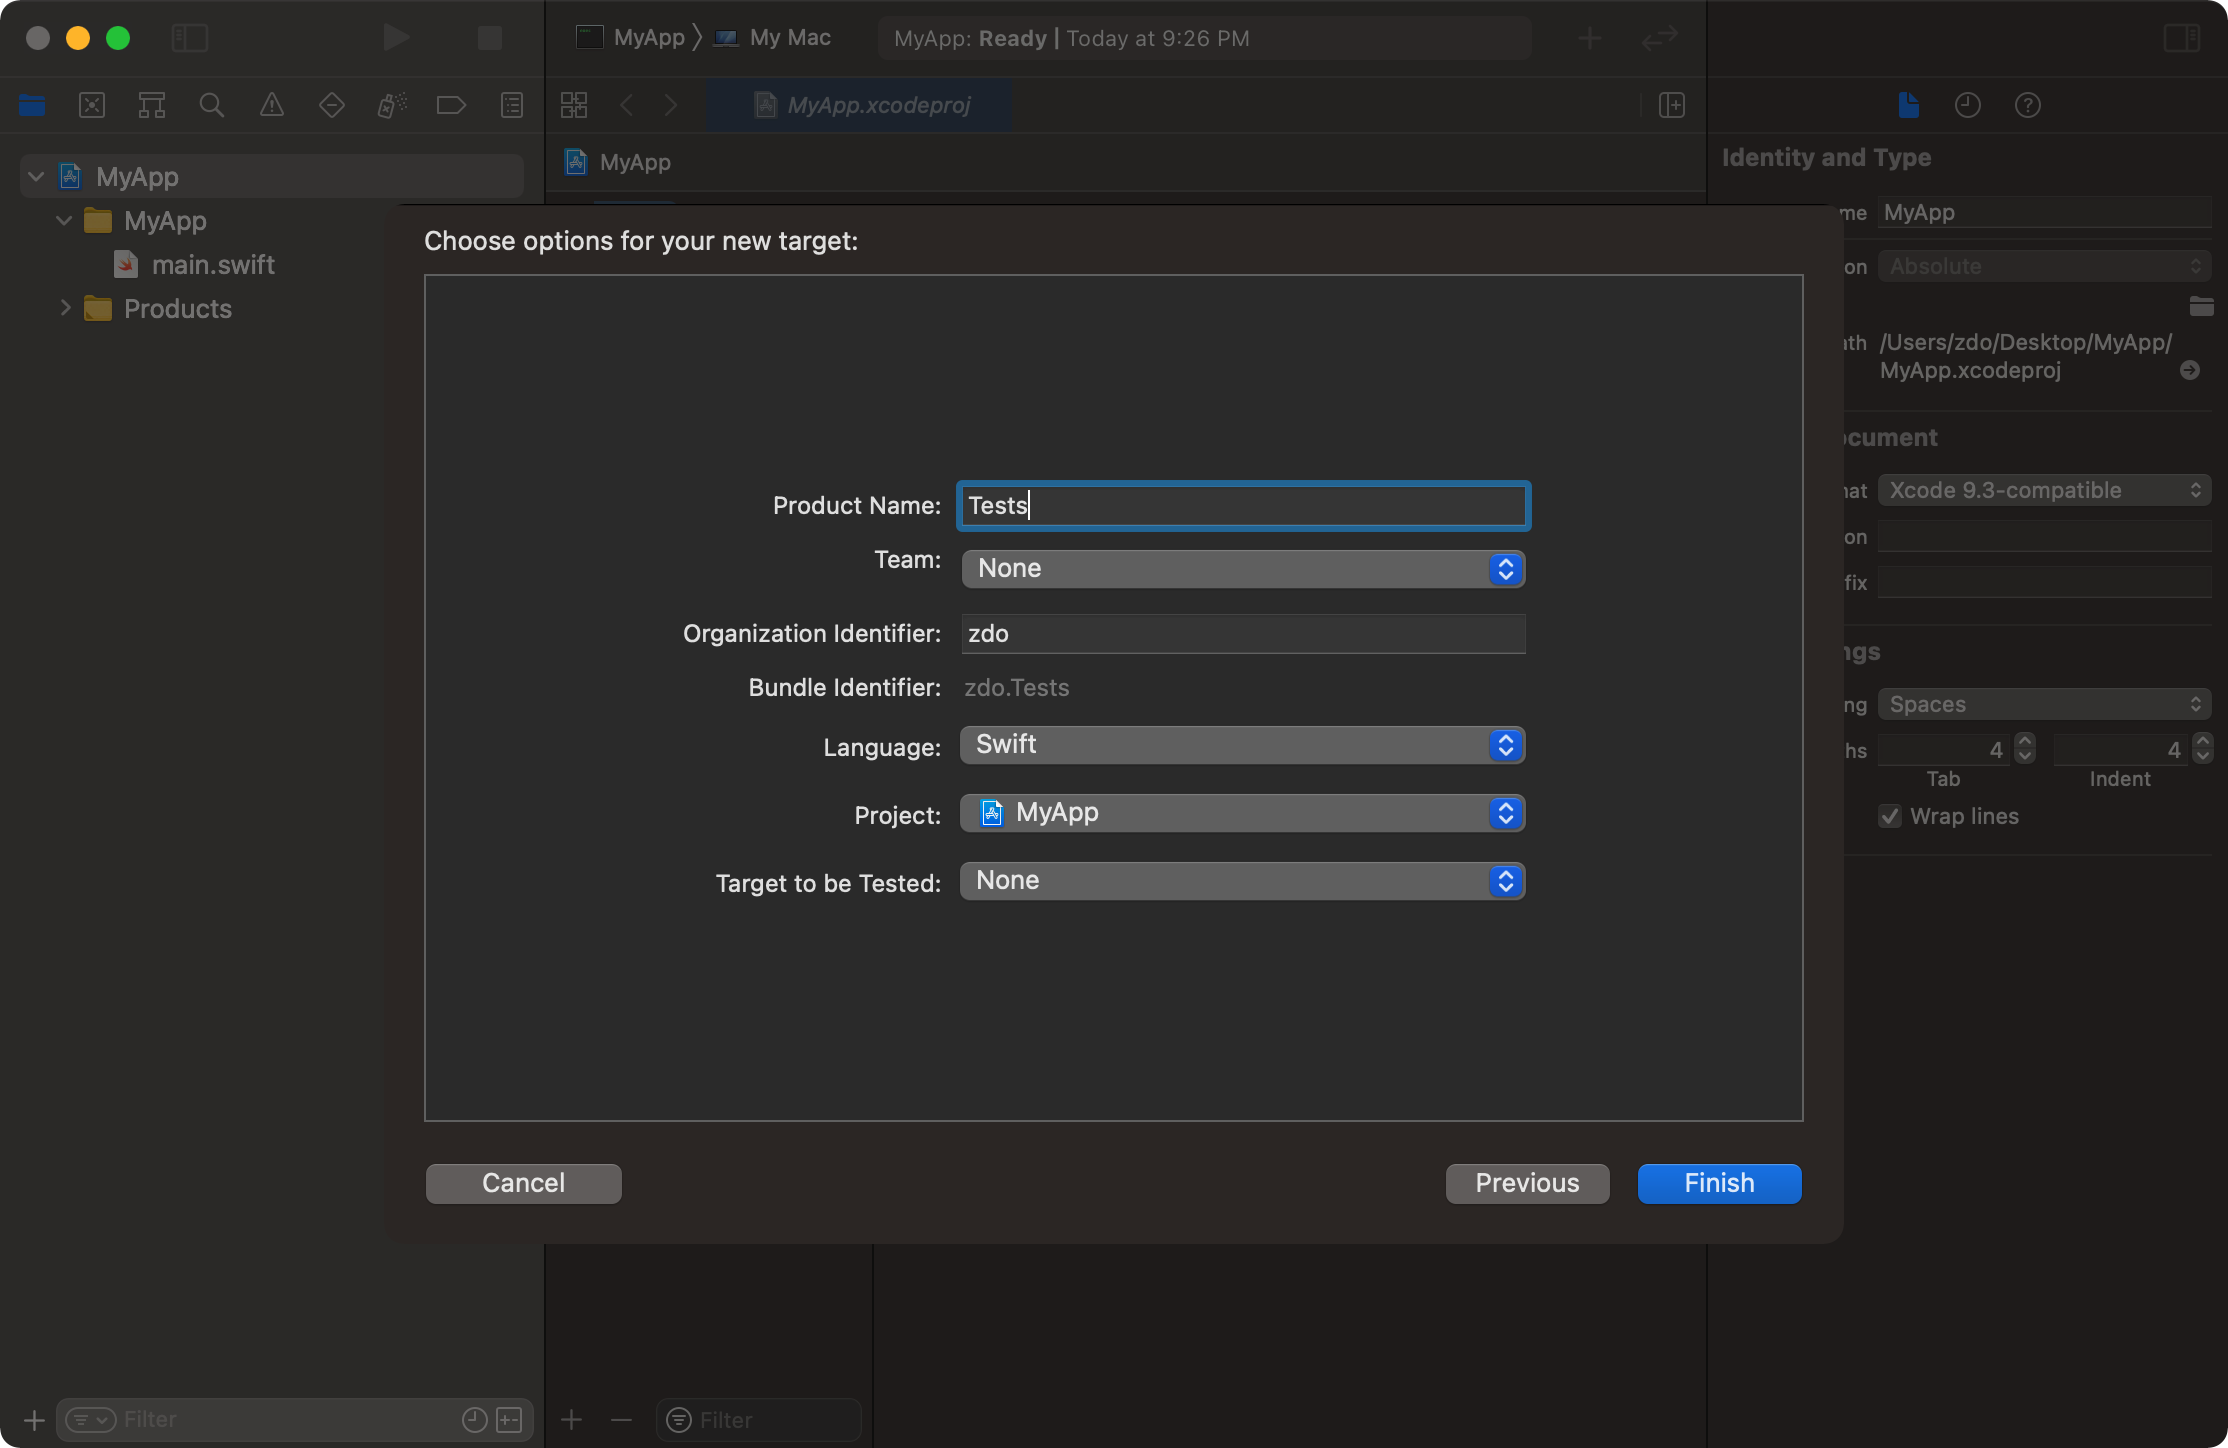 MyApp
My Mac
MyApp: Ready | Today at 9:26 PM
MyApp.xcodeproj
MyApp
MyApp
MyApp
main.swift
Products
Choose options for your new target:
Product Name: Tests
Team: None
Organization Identifier: zdo
Bundle Identifier: zdo.Tests
Language: Swift
Project: MyApp
Target to be Tested: None
Cancel
Previous
Finish
Identity and Type
me MyApp
on Absolute
ath /Users/zdo/Desktop/MyApp/
MyApp.xcodeproj
ocument
at Xcode 9.3-compatible
on
fix
ngs
ng Spaces
hs 4 4
Tab Indent
Wrap lines
Filter
Filter